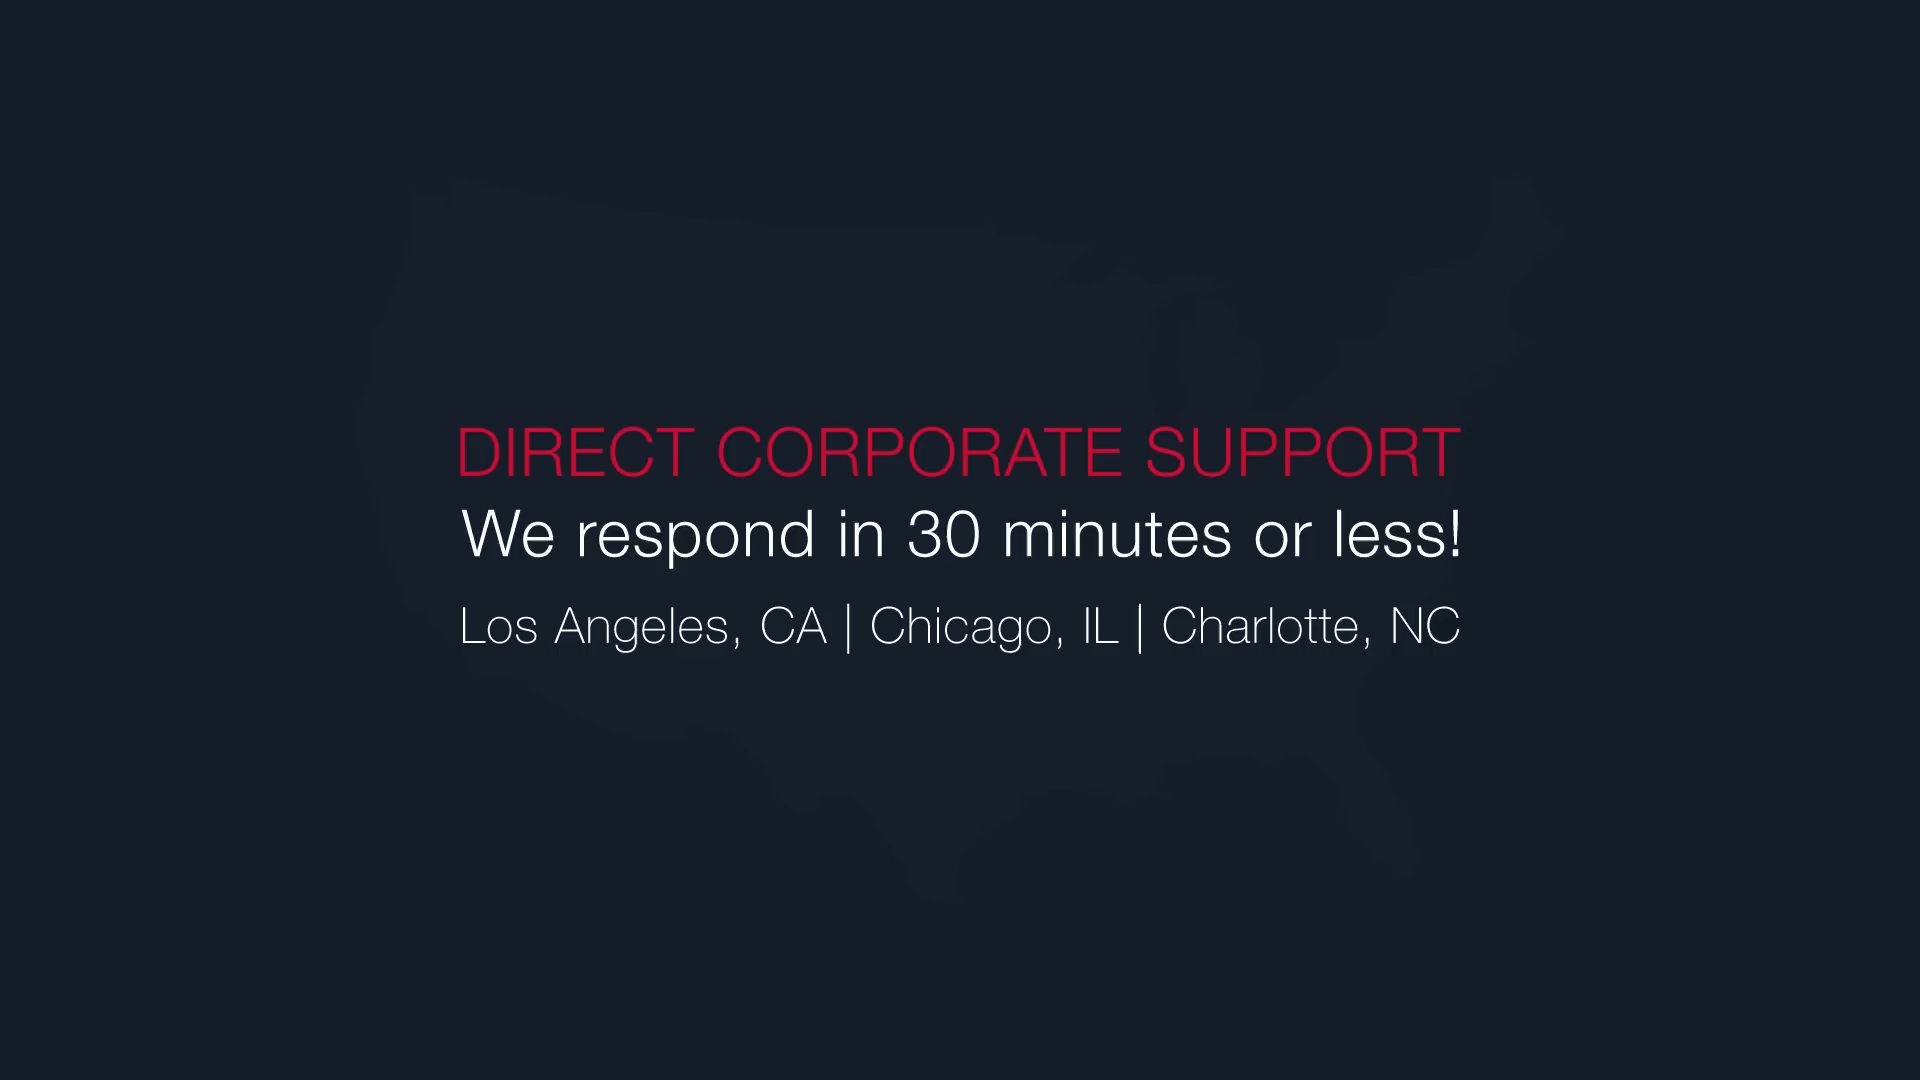 DIRECT CORPORATE SUPPORT
We respond in 30 minutes or less!
Los Angeles, CA | Chicago, IL | Charlotte, NC